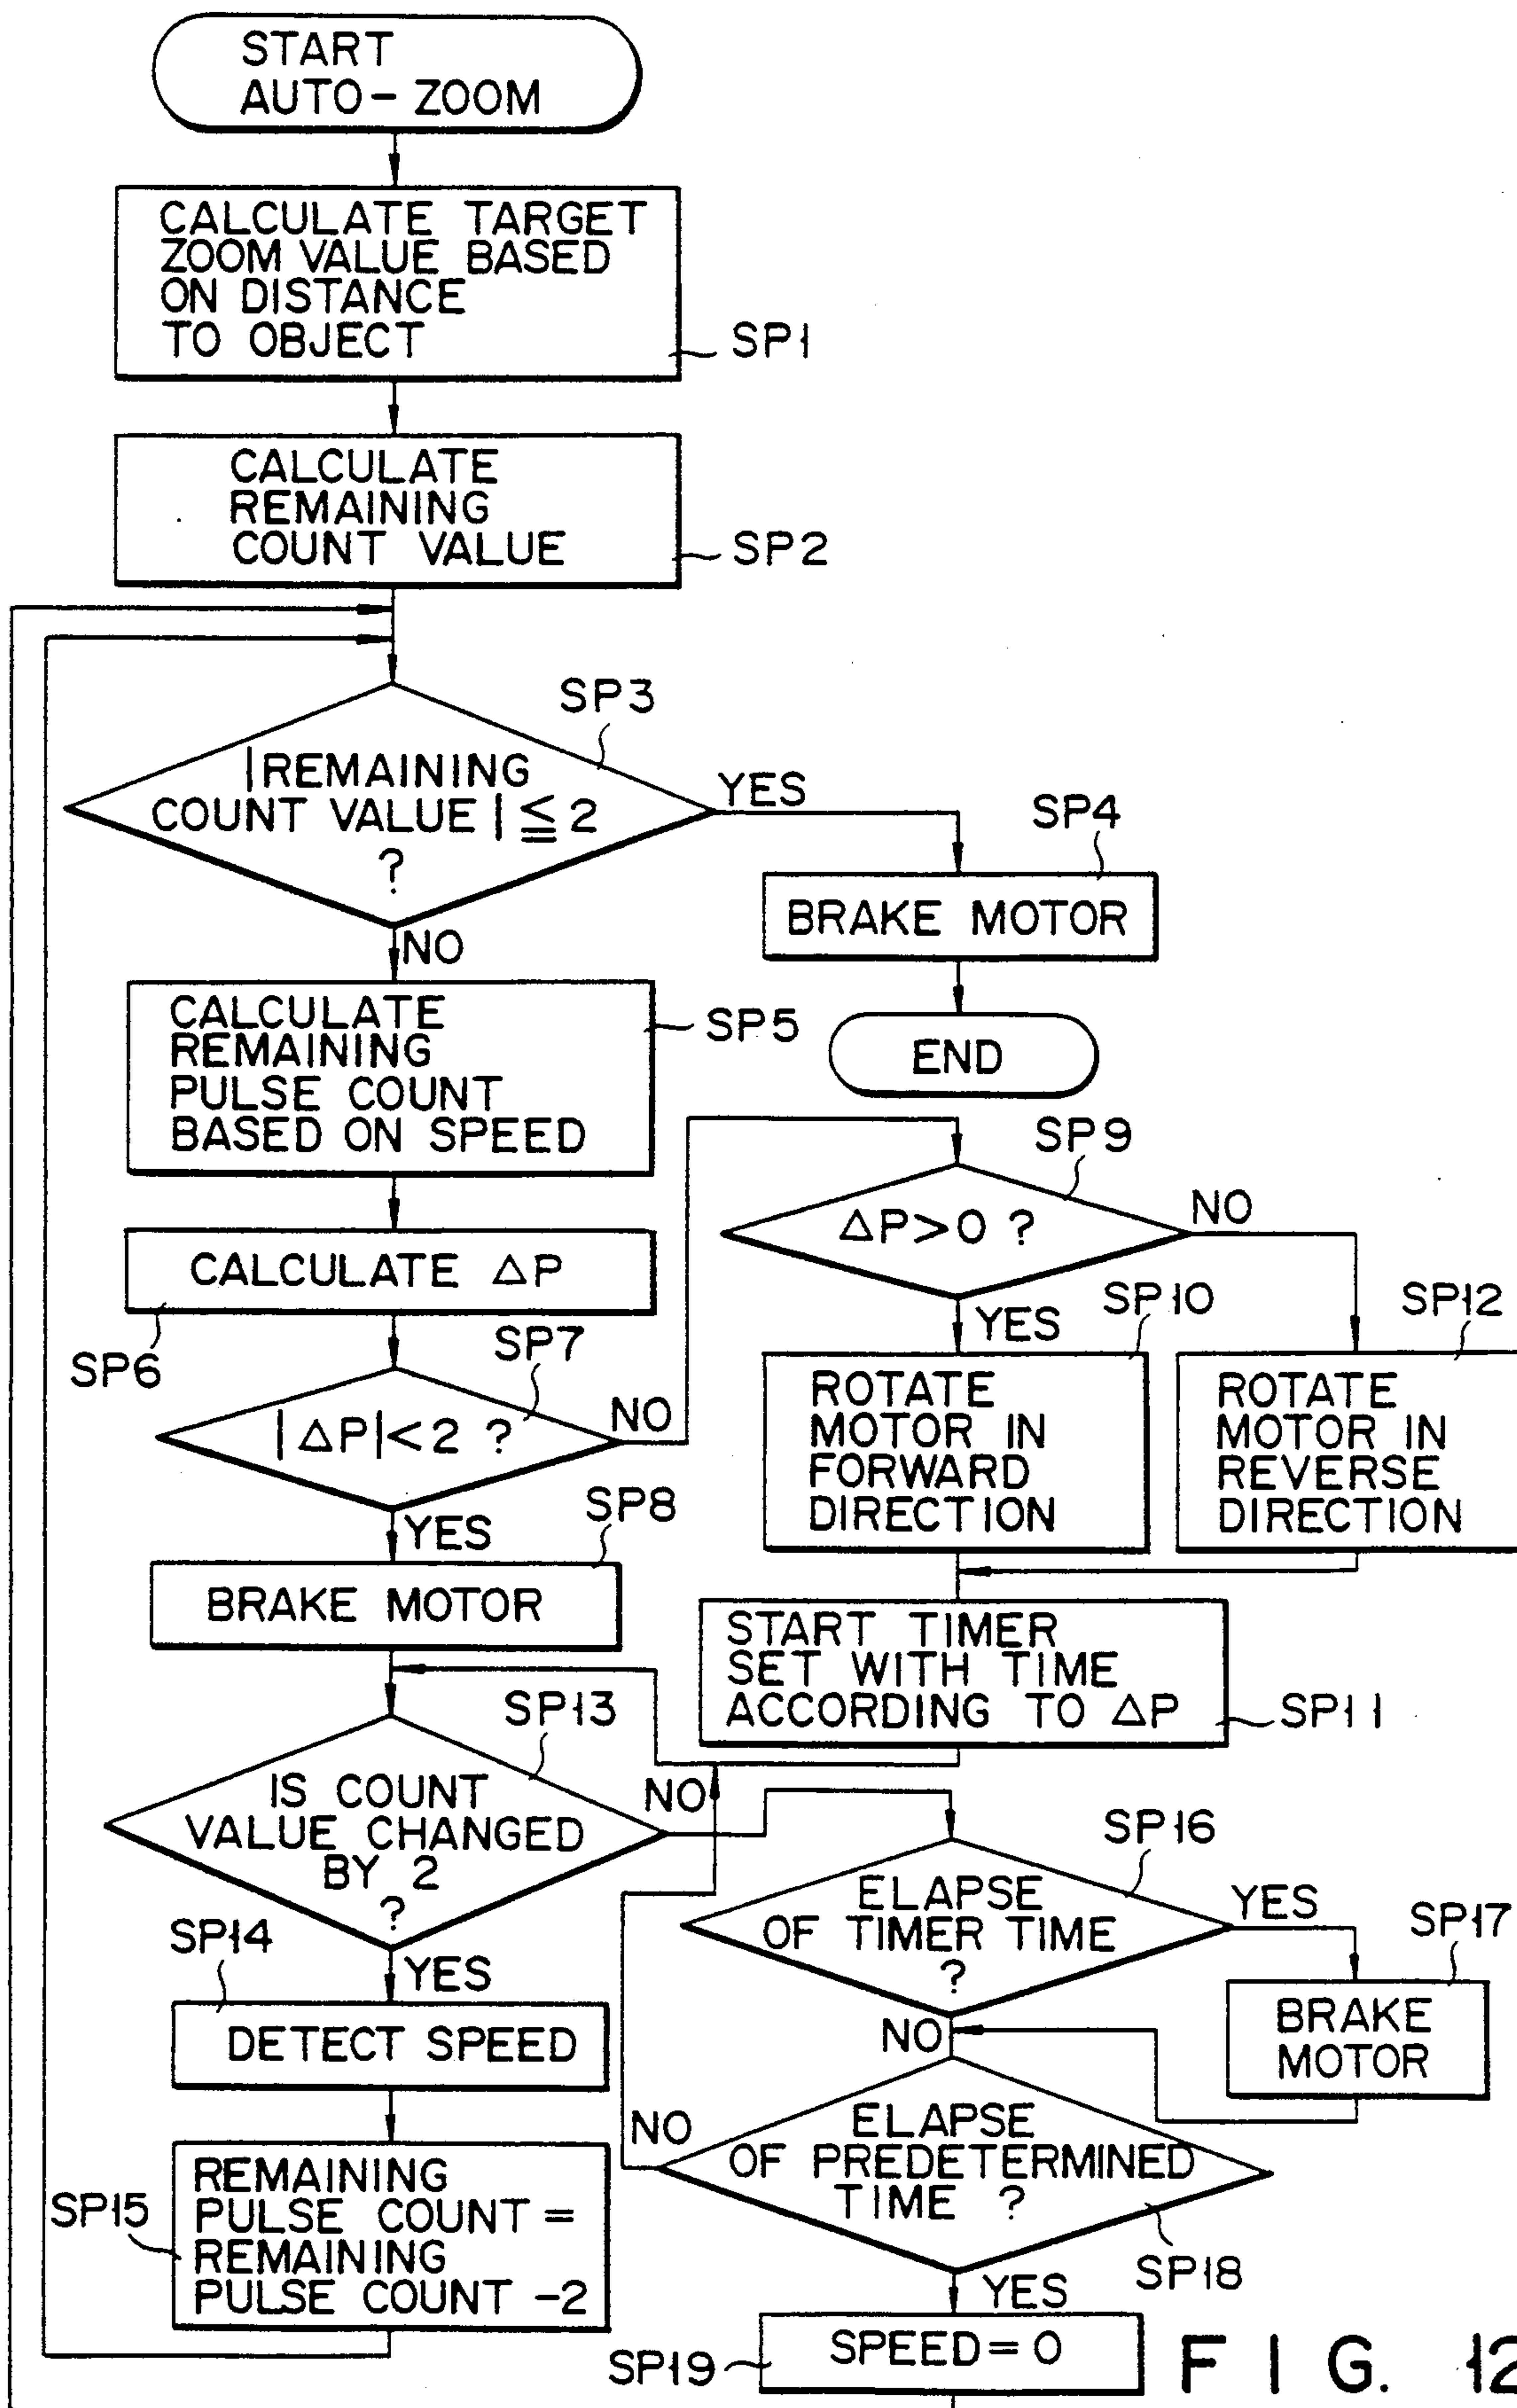 START
AUTO - ZOOM
CALCULATE TARGET
ZOOM VALUE BASED
ON DISTANCE
TO OBJECT
SP1
CALCULATE
REMAINING
COUNT VALUE
SP2
SP3
|REMAINING
COUNT VALUE| ≦ 2
?
YES
NO
SP4
BRAKE MOTOR
END
CALCULATE
REMAINING
PULSE COUNT
BASED ON SPEED
SP5
CALCULATE △P
SP6
SP7
|△P|<2 ?
NO
YES
SP8
BRAKE MOTOR
SP9
△P>0 ?
NO
YES
SP10
ROTATE
MOTOR IN
FORWARD
DIRECTION
SP12
ROTATE
MOTOR IN
REVERSE
DIRECTION
START TIMER
SET WITH TIME
ACCORDING TO △P
SP11
SP13
IS COUNT
VALUE CHANGED
BY 2
?
NO
YES
SP14
DETECT SPEED
SP15
REMAINING
PULSE COUNT =
REMAINING
PULSE COUNT -2
SP16
ELAPSE
OF TIMER TIME
?
YES
NO
SP17
BRAKE
MOTOR
ELAPSE
OF PREDETERMINED
TIME ?
NO
SP18
YES
SPEED = 0
SP19
FIG. 12